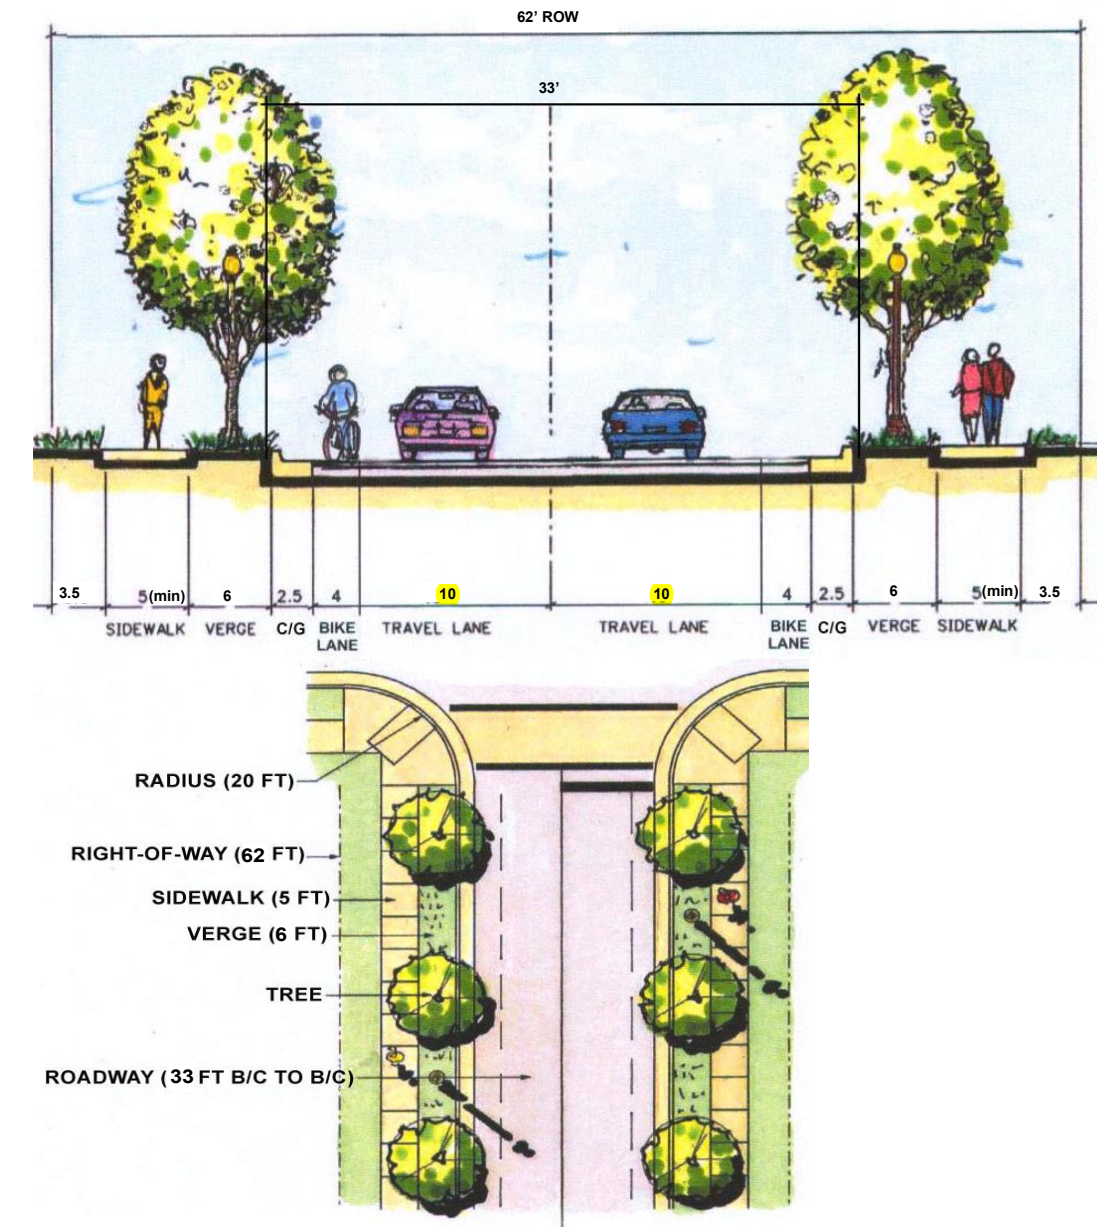 62' ROW
33'
3.5 5(min) 6 2.5 4 10 10 4 2.5 6 5(min) 3.5
SIDEWALK VERGE C/G BIKE LANE TRAVEL LANE TRAVEL LANE BIKE LANE C/G VERGE SIDEWALK
RADIUS (20 FT)
RIGHT-OF-WAY (62 FT)
SIDEWALK (5 FT)
VERGE (6 FT)
TREE
ROADWAY (33 FT B/C TO B/C)